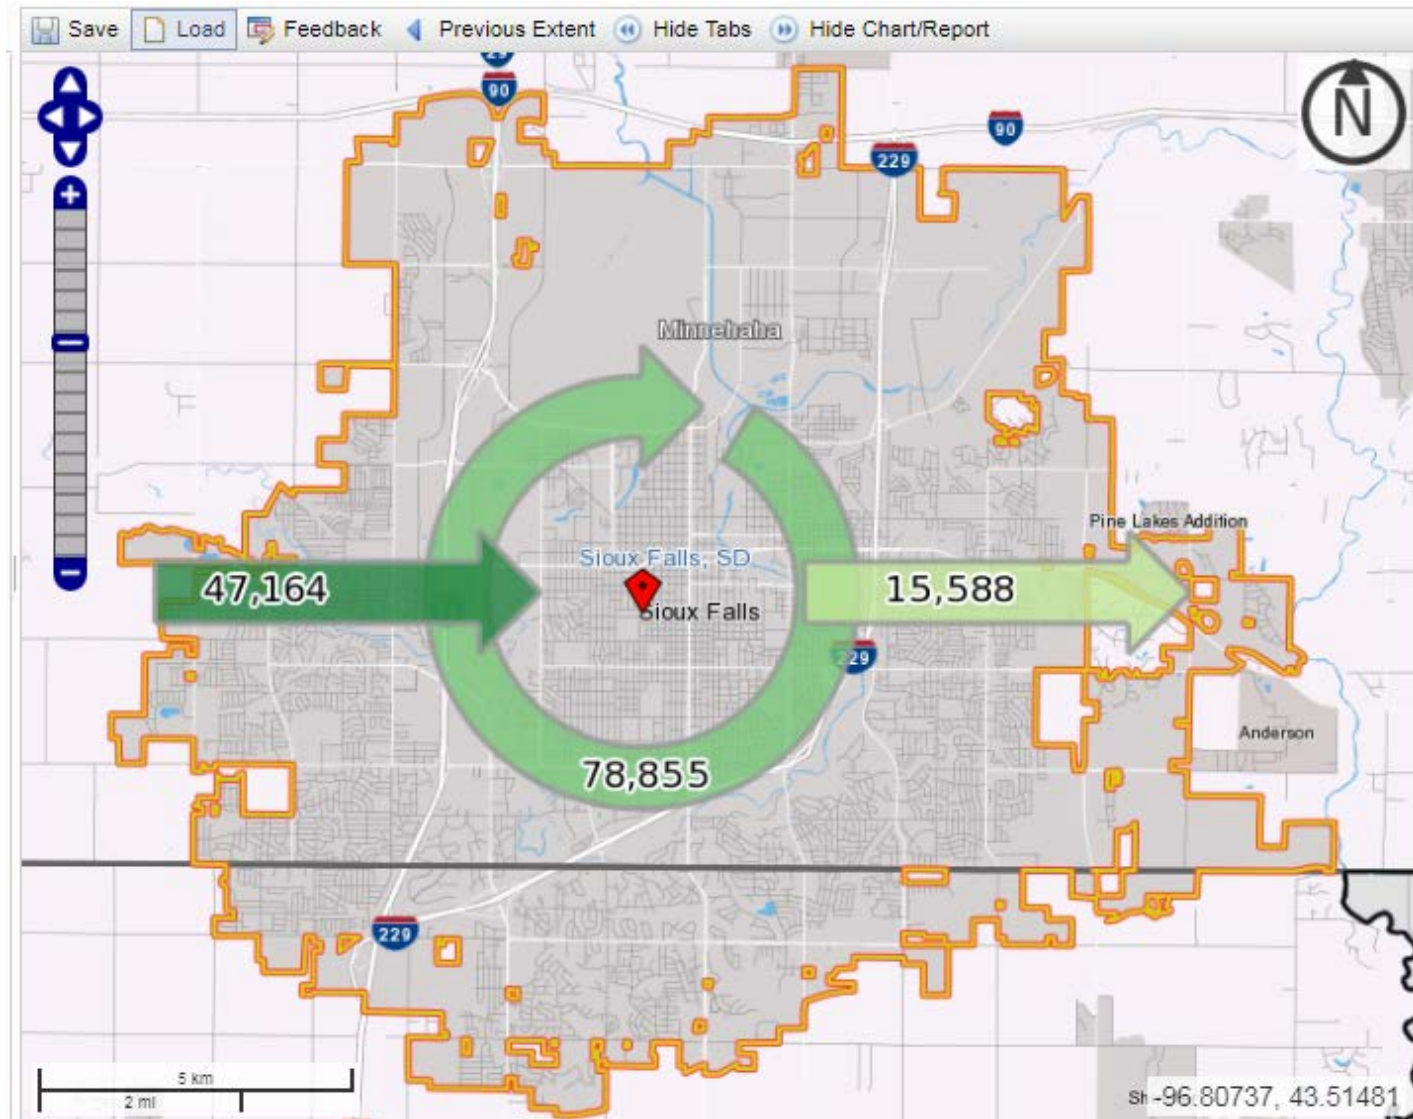 Save Load Feedback Previous Extent Hide Tabs Hide Chart/Report
29
90
90
229
N
Minnehaha
Pine Lakes Addition
Sioux Falls, SD
47,164
15,588
Sioux Falls
229
Anderson
78,855
229
5 km
2 mi
Sh
-96.80737, 43.51481